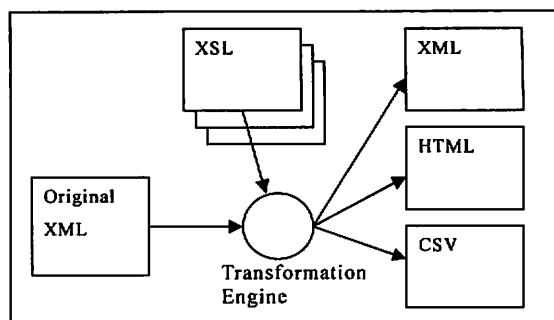 XSL
XML
HTML
Original
XML
CSV
Transformation
Engine